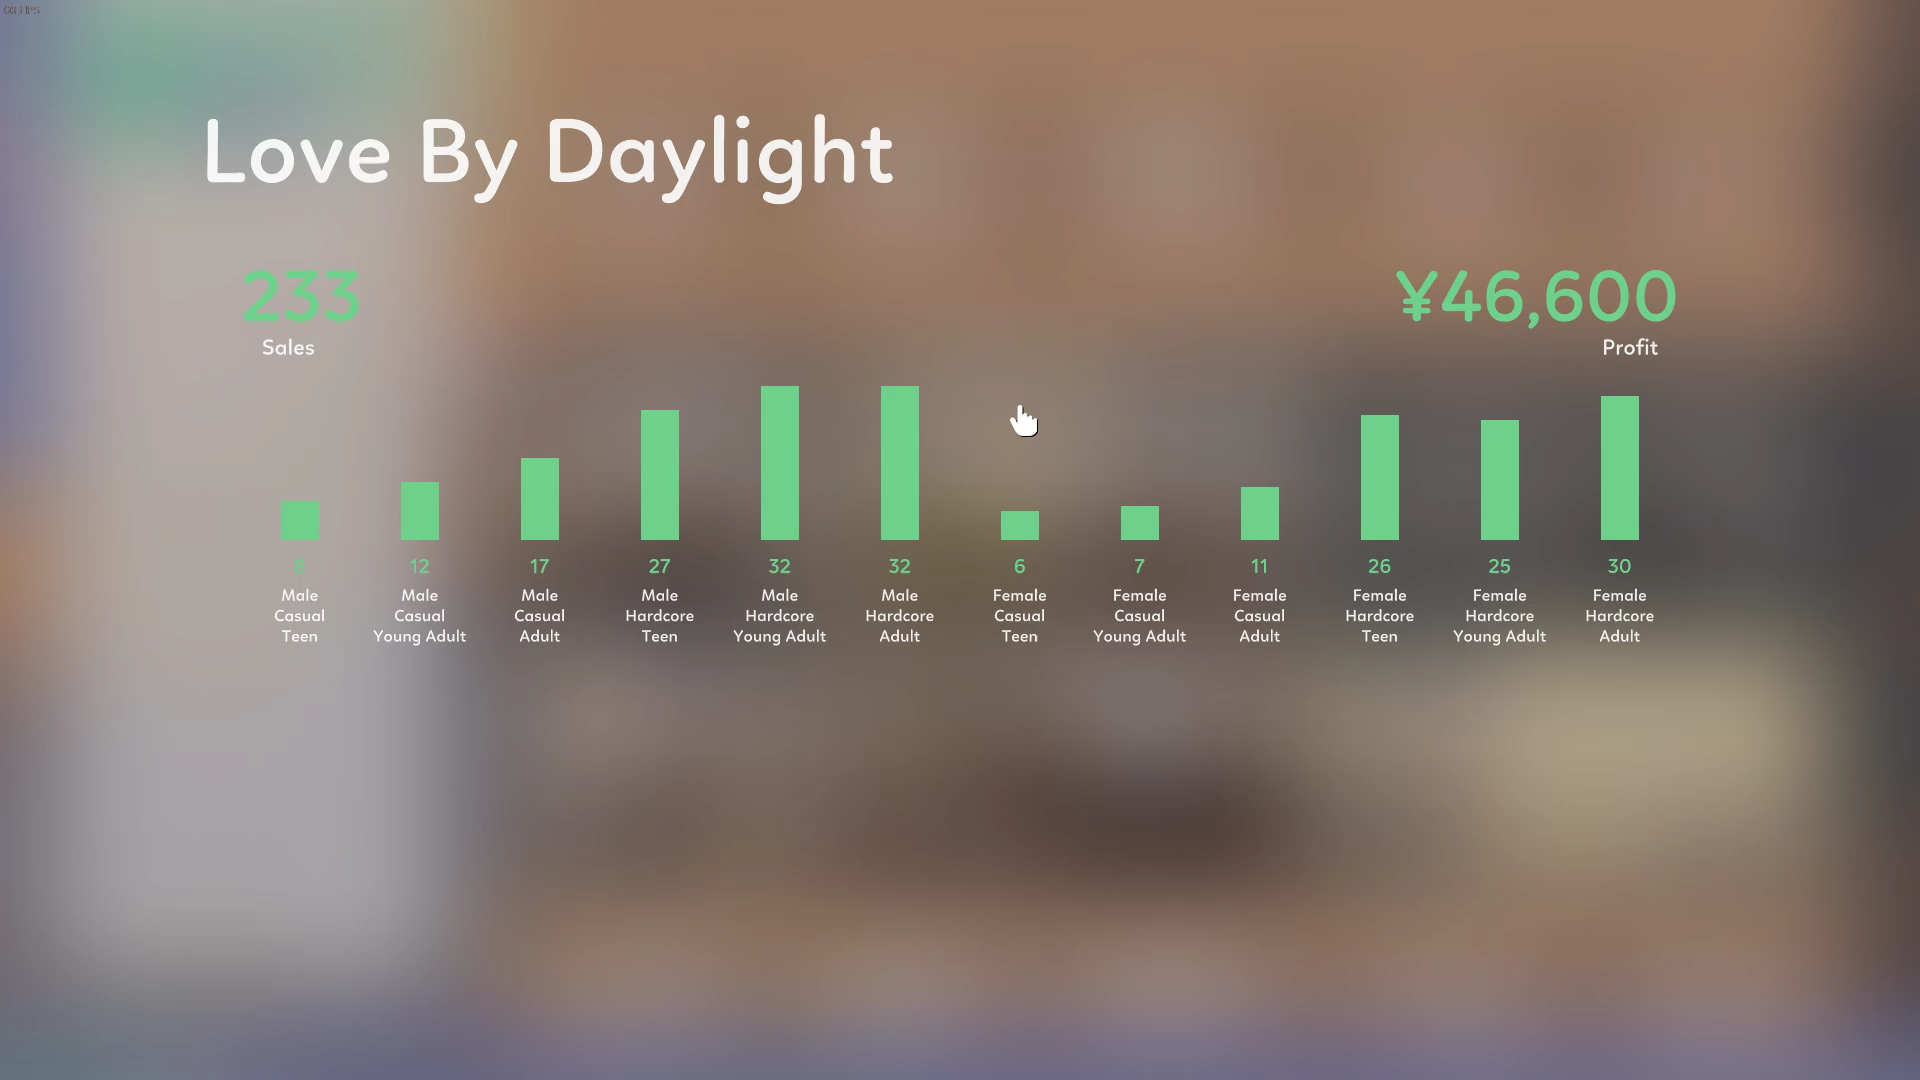 Love By Daylight
233
Sales
¥46,600
Profit
8 12 17 27 32 32 6 7 11 26 25 30
Male Male Male Male Male Male Female Female Female Female Female Female
Casual Casual Casual Hardcore Hardcore Hardcore Casual Casual Casual Hardcore Hardcore Hardcore
Teen Young Adult Adult Teen Young Adult Adult Teen Young Adult Adult Teen Young Adult Adult